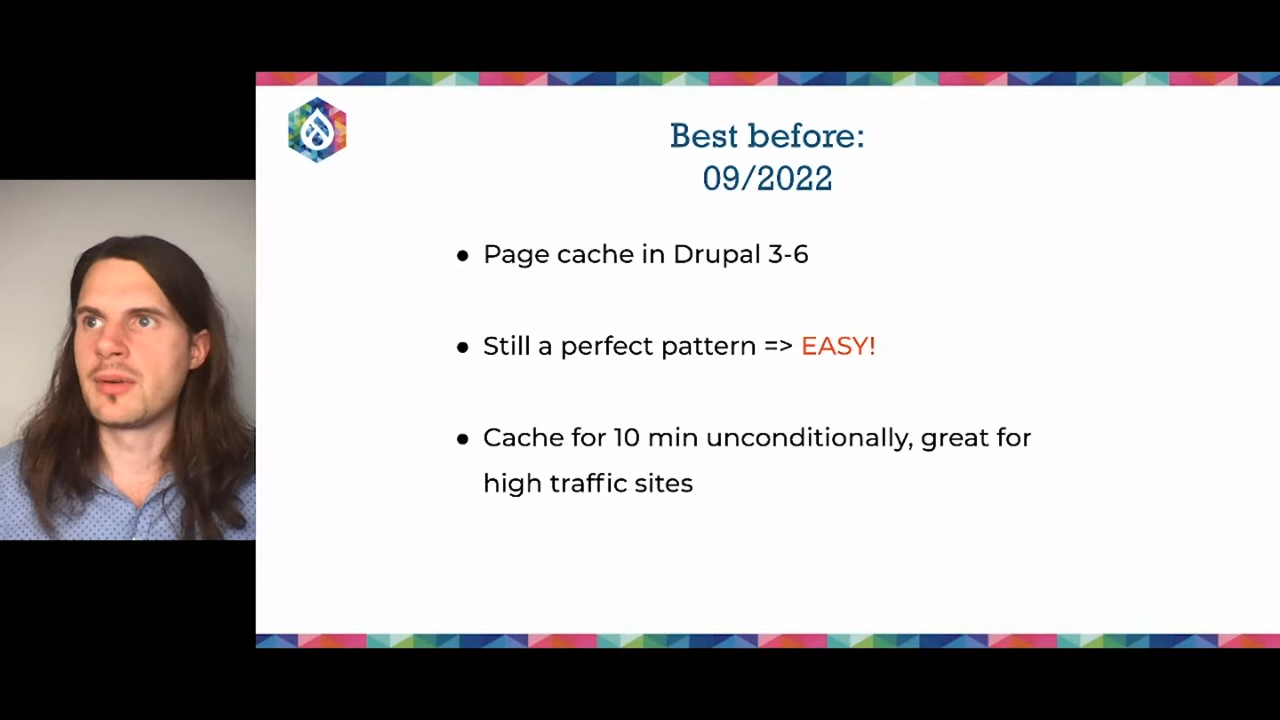 Best before:
09/2022
● Page cache in Drupal 3-6
● Still a perfect pattern => EASY!
● Cache for 10 min unconditionally, great for
high traffic sites